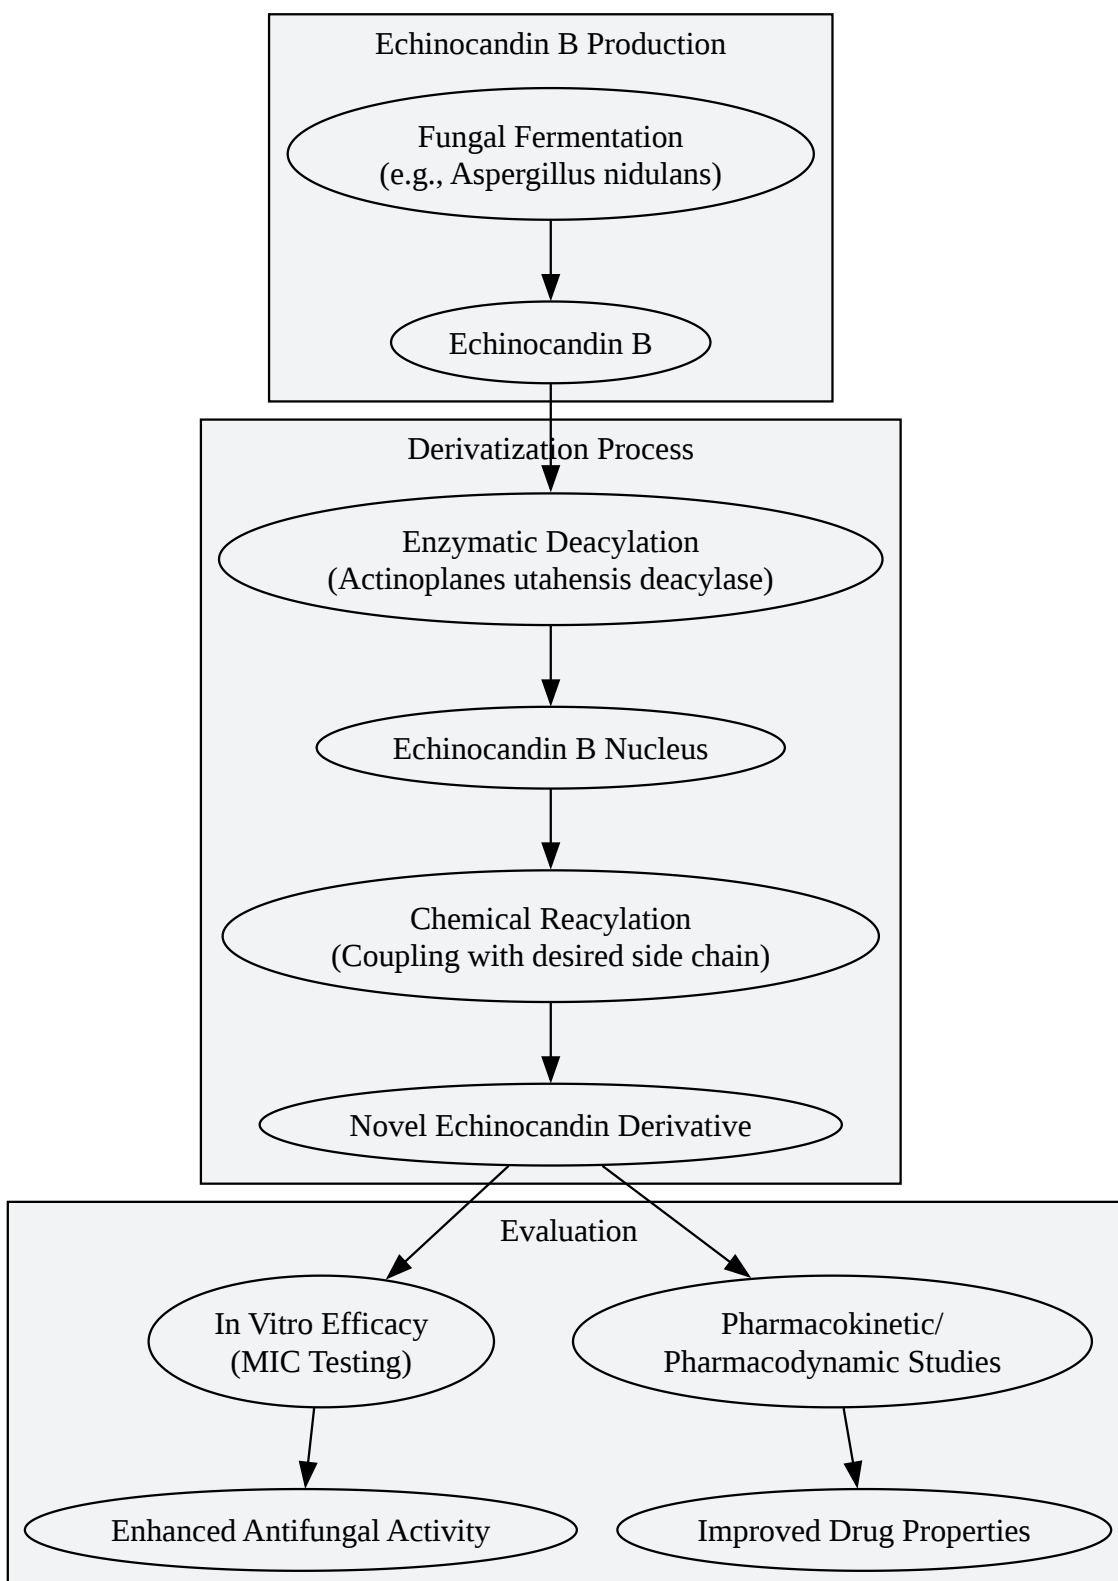 Echinocandin B Production
Fungal Fermentation
(e.g., Aspergillus nidulans)
Echinocandin B
Derivatization Process
Enzymatic Deacylation
(Actinoplanes utahensis deacylase)
Echinocandin B Nucleus
Chemical Reacylation
(Coupling with desired side chain)
Novel Echinocandin Derivative
Evaluation
In Vitro Efficacy
(MIC Testing)
Pharmacokinetic/
Pharmacodynamic Studies
Enhanced Antifungal Activity
Improved Drug Properties